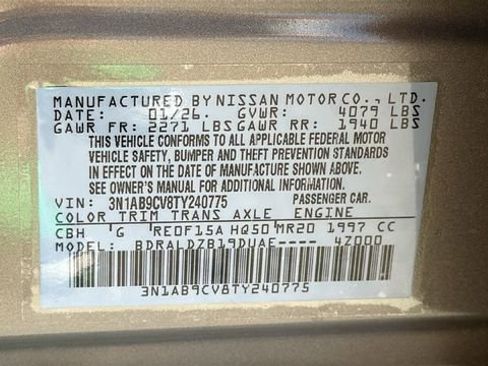 MANUFACTURED BY NISSAN MOTOR CO., LTD.
DATE: 01/26. GVWR: 4079 LBS
GAWR FR: 2271 LBS GAWR RR: 1940 LBS
THIS VEHICLE CONFORMS TO ALL APPLICABLE FEDERAL MOTOR
VEHICLE SAFETY, BUMPER AND THEFT PREVENTION STANDARDS
IN EFFECT ON THE DATE OF MANUFACTURE SHOWN ABOVE.
SEE OWNER'S MANUAL FOR ADDITIONAL INFORMATION.
VIN: 3N1AB9CV8TY240775 PASSENGER CAR.
COLOR TRIM TRANS AXLE ENGINE
CBH G RE0F15A HQ50 MR20 1997 CC
MODEL: BDRALDZB19DUAE---- 4Z000
3N1AB9CV8TY240775